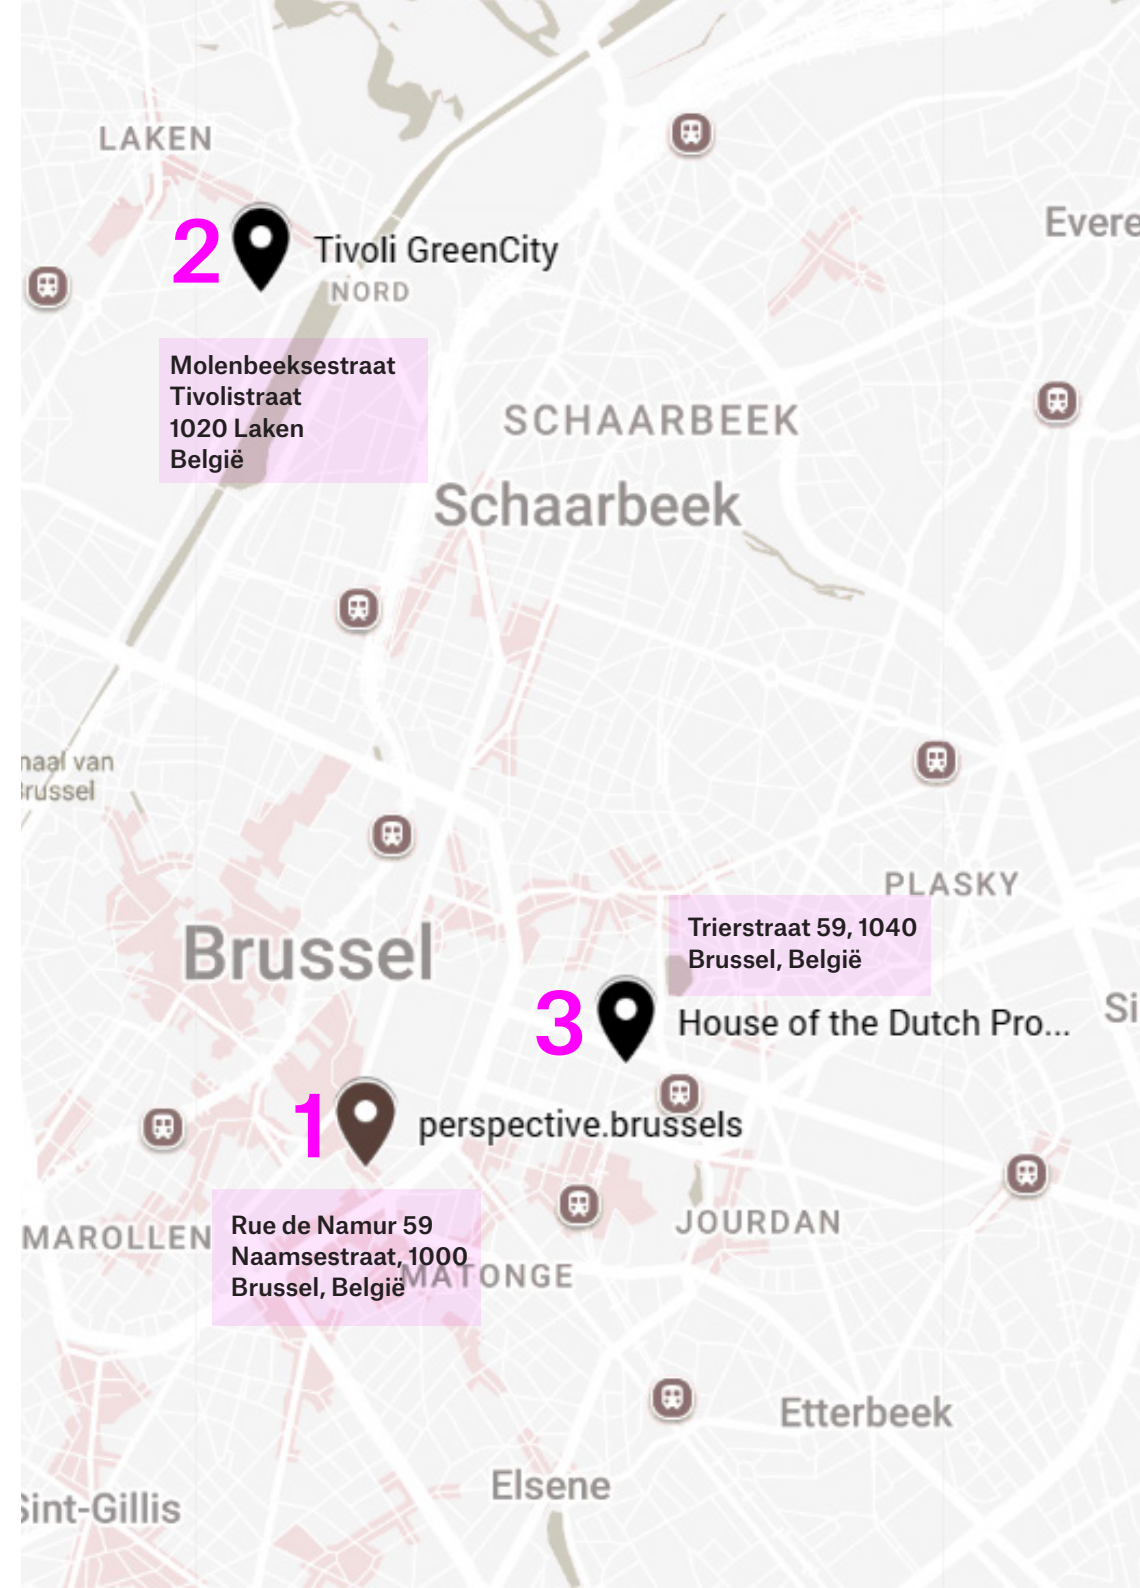 LAKEN
Evere
2
Tivoli GreenCity
NORD
Molenbeeksestraat
Tivolistraat
1020 Laken
België
SCHAARBEEK
Schaarbeek
naal van
Brussel
PLASKY
Trierstraat 59, 1040
Brussel, België
Brussel
3
House of the Dutch Pro...
Si
1
perspective.brussels
MAROLLEN
Rue de Namur 59
Naamsestraat, 1000
Brussel, België
JOURDAN
MATONGE
Etterbeek
Elsene
Sint-Gillis